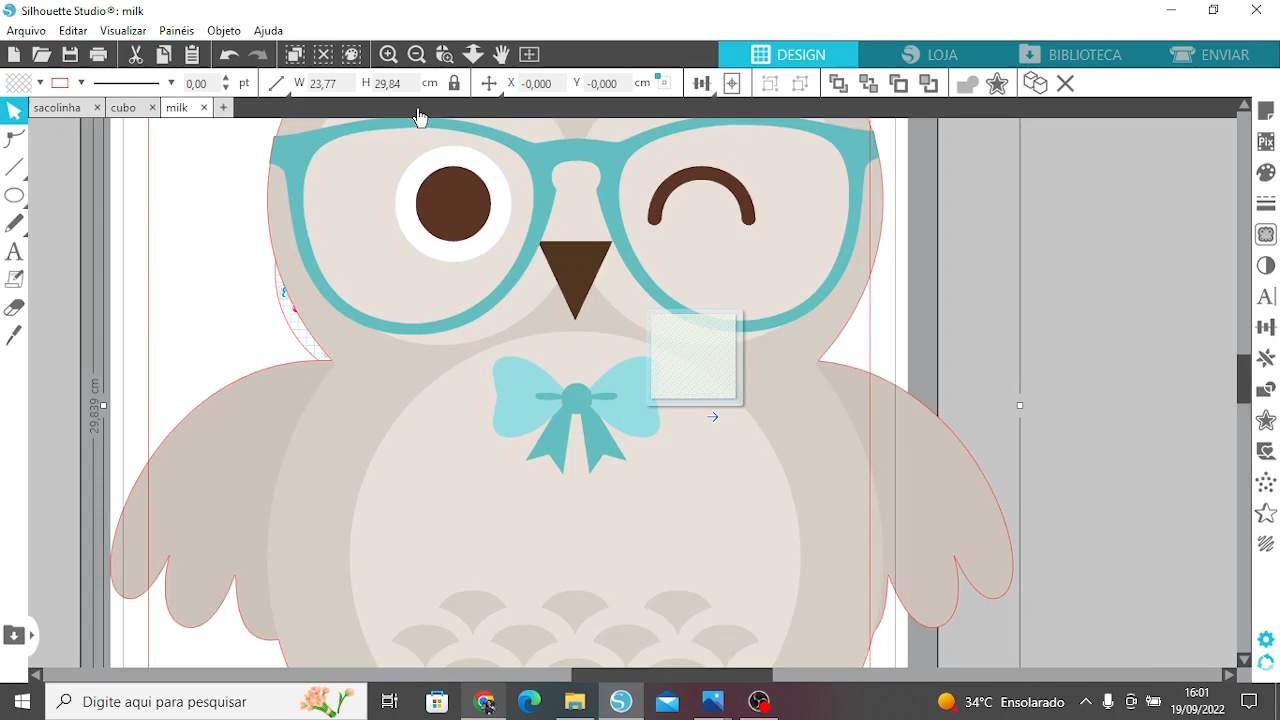 Silhouette Studio®: milk
Arquivo Editar Visualizar Painéis Objeto Ajuda
DESIGN LOJA BIBLIOTECA ENVIAR
0,00 pt W 23,77 H 29,84 cm X -0,000 Y -0,000 cm Pix
sacolinha x cubo x milk x +
29,839 cm
Digite aqui para pesquisar
34°C Ensolarado
16:01
19/09/2022